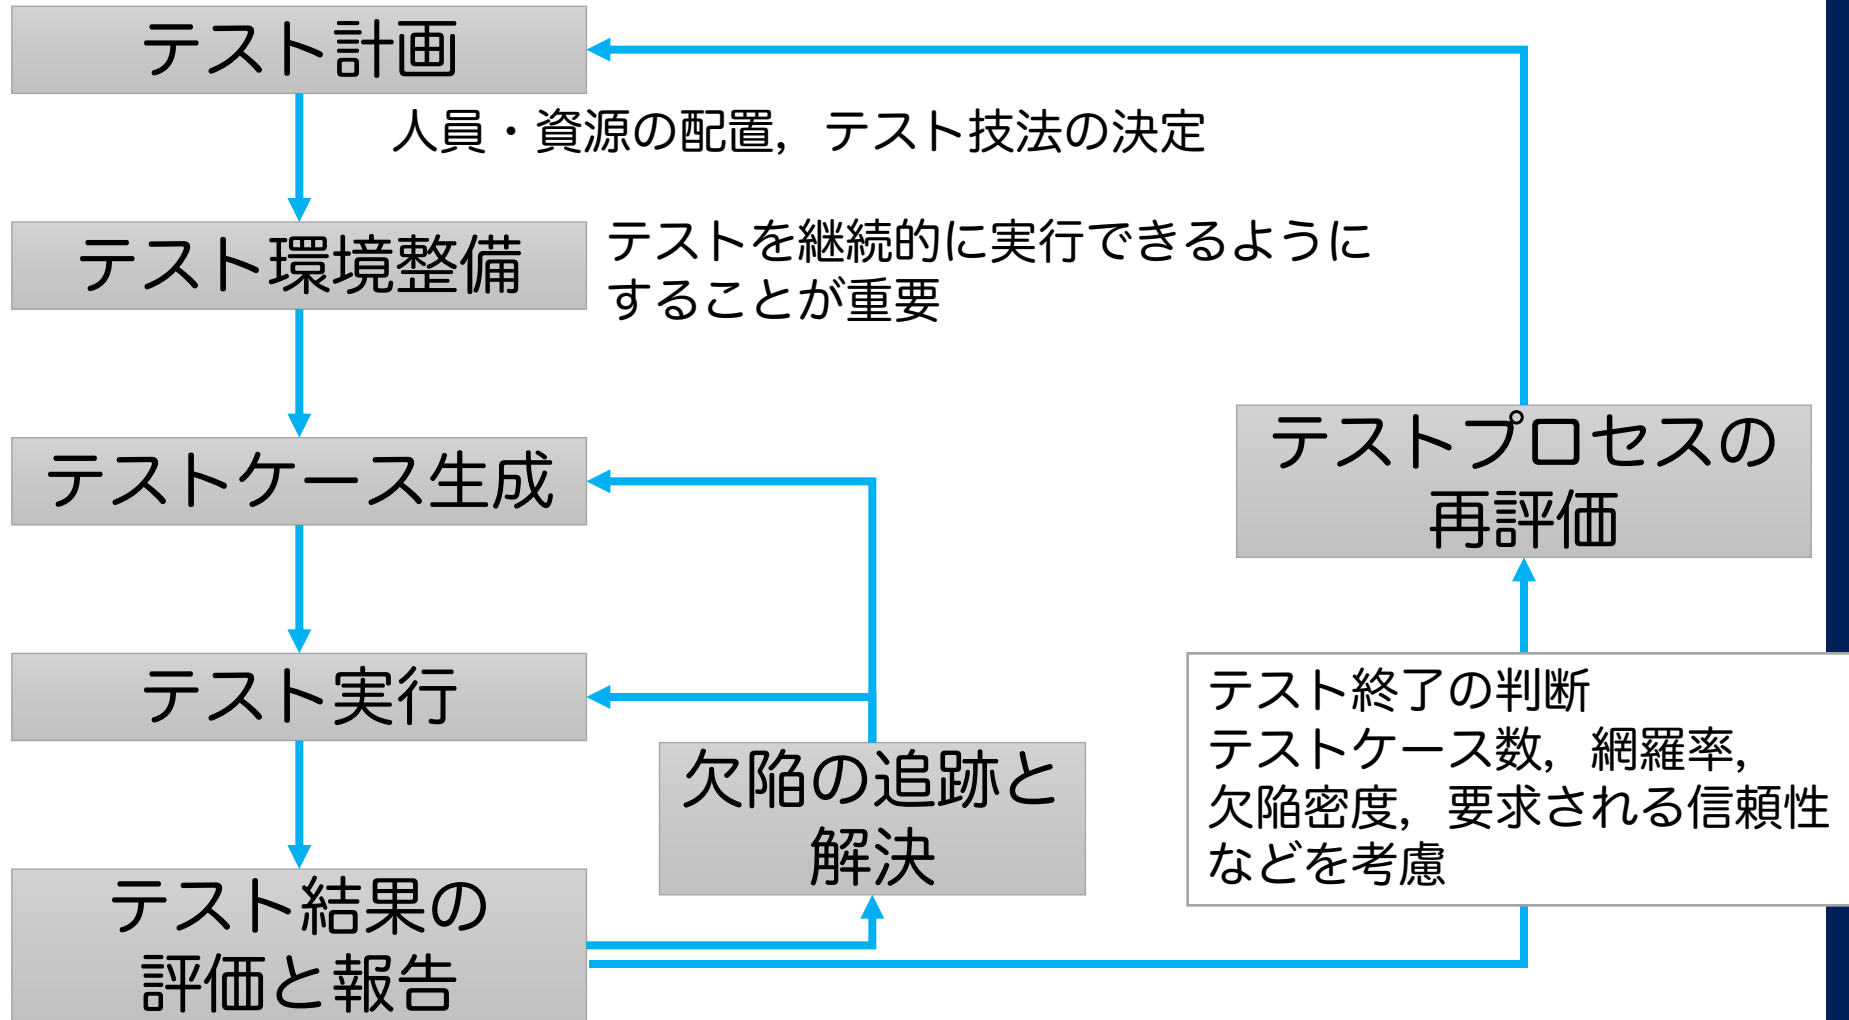 テスト計画
人員・資源の配置，テスト技法の決定
テスト環境整備
テストを継続的に実行できるように
することが重要
テストケース生成
テストプロセスの
再評価
テスト実行
テスト終了の判断
テストケース数，網羅率，
欠陥密度，要求される信頼性
などを考慮
欠陥の追跡と
解決
テスト結果の
評価と報告